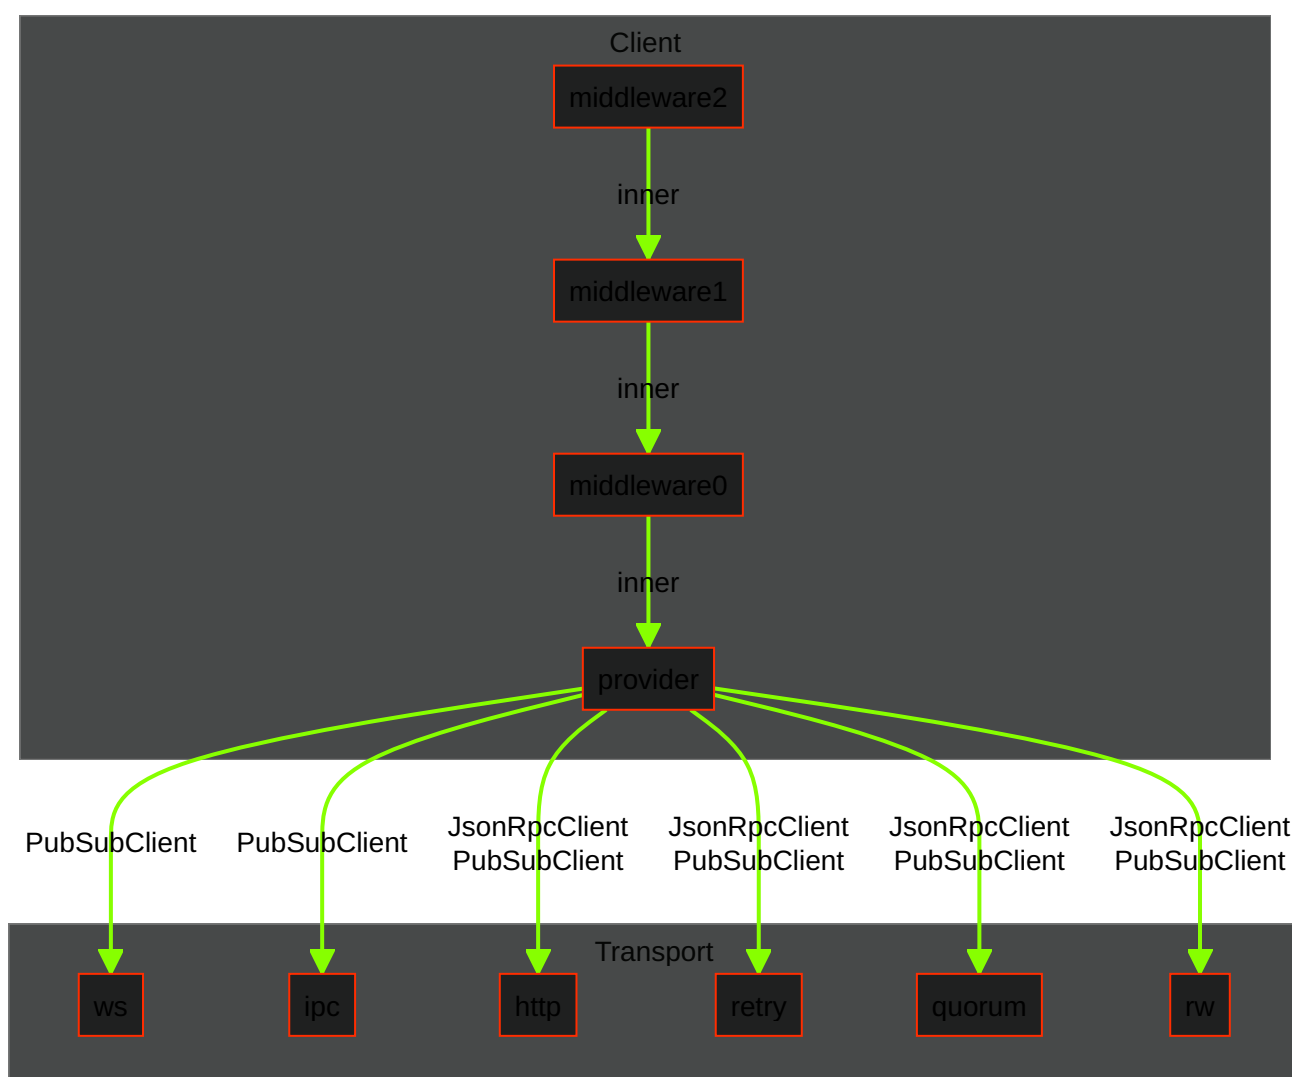 Client
middleware2
inner
middleware1
inner
middleware0
inner
provider
PubSubClient
PubSubClient
JsonRpcClient
PubSubClient
JsonRpcClient
PubSubClient
JsonRpcClient
PubSubClient
JsonRpcClient
PubSubClient
Transport
ws
ipc
http
retry
quorum
rw